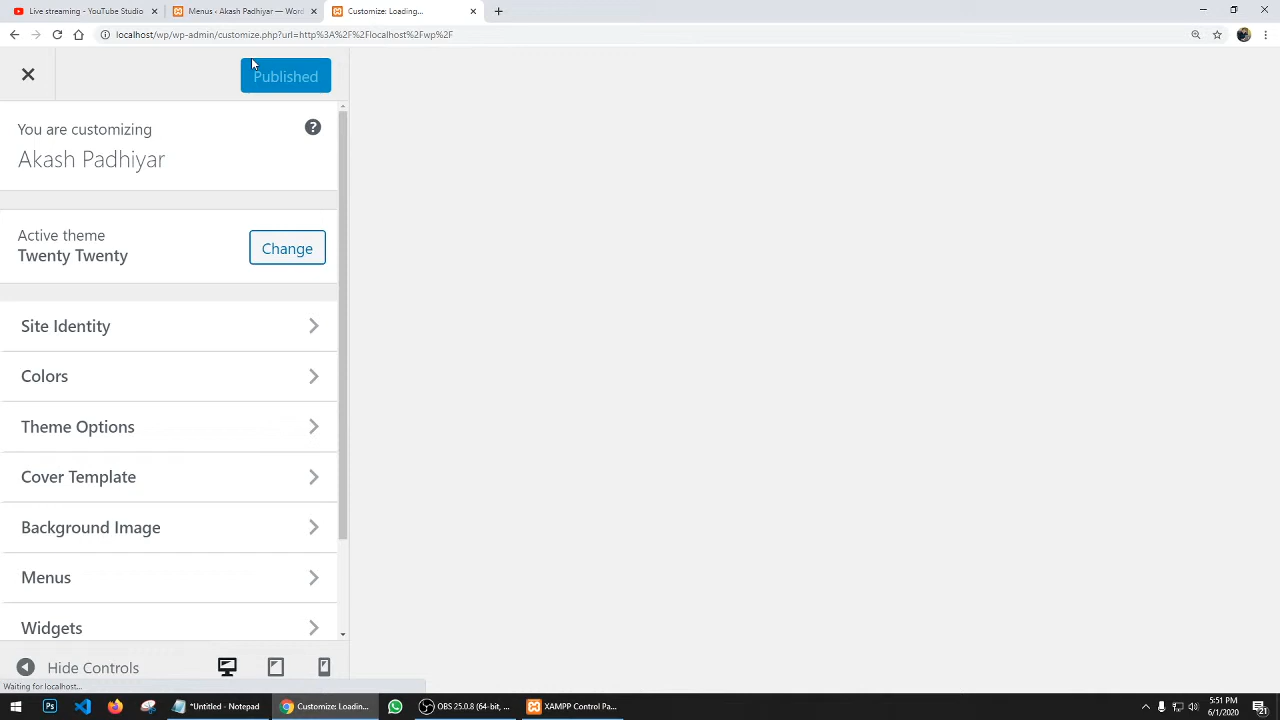 Live streaming - YouTube Studio
Menus ‹ Akash Padhiyar — Word
Customize: Loading...
localhost/wp/wp-admin/customize.php?url=http%3A%2F%2Flocalhost%2Fwp%2F
Published
You are customizing
Akash Padhiyar
Active theme
Twenty Twenty
Change
Site Identity
Colors
Theme Options
Cover Template
Background Image
Menus
Widgets
Hide Controls
Waiting for localhost...
*Untitled - Notepad
Customize: Loadin...
OBS 25.0.8 (64-bit, ...
XAMPP Control Pa...
5:51 PM
6/1/2020